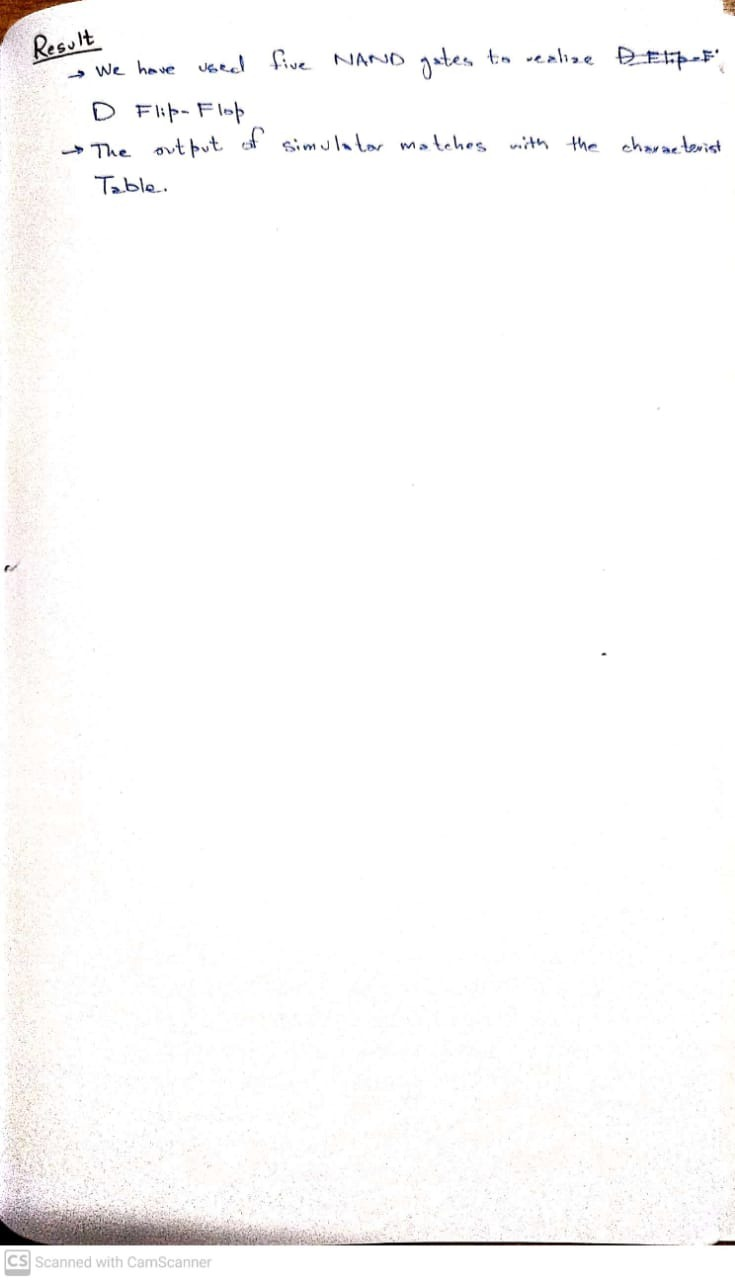 Result
→ We have used five NAND gates to realize D Flip-F
D Flip-Flop
→ The output of simulator matches with the characterist
Table.
CS Scanned with CamScanner